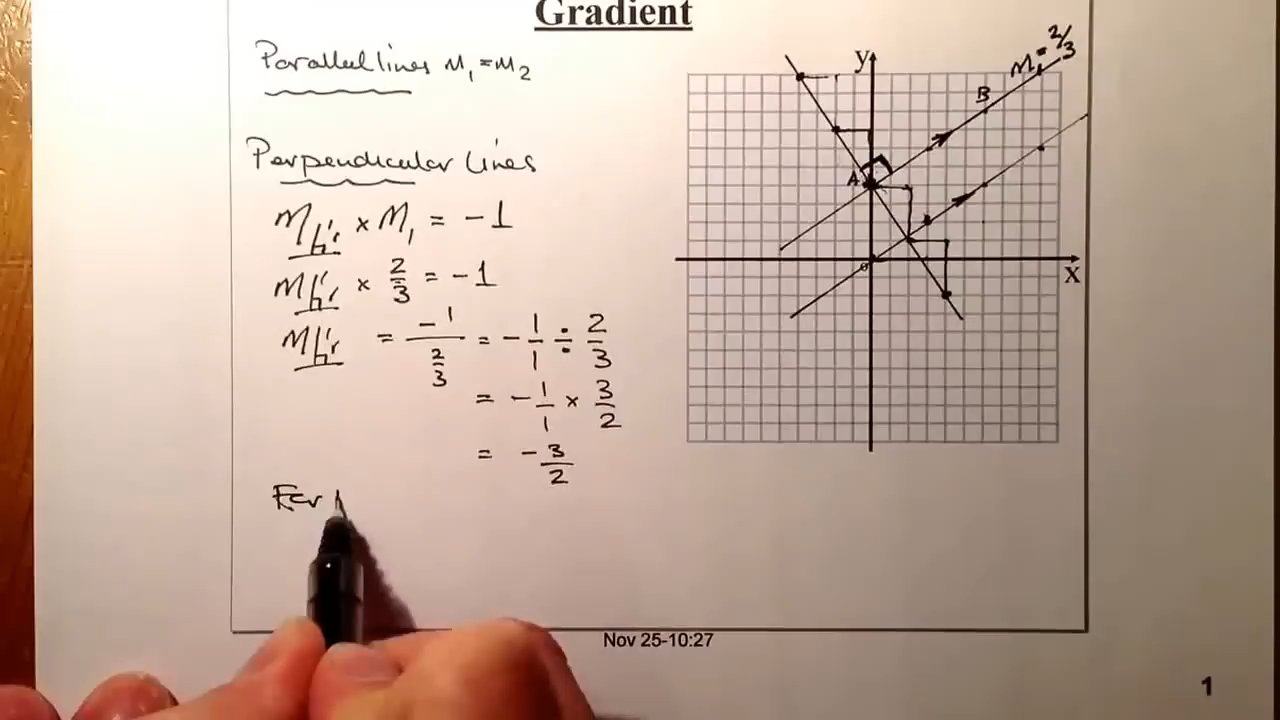 Gradient
Parallel lines M₁ = M₂
Perpendicular lines
M p'r × M₁ = -1
M p'r × 2/3 = -1
M p'r = -1/(2/3) = -1/1 ÷ 2/3
= -1/1 × 3/2
= -3/2
For
y
M₁ = 2/3
B
A
o
x
Nov 25-10:27
1